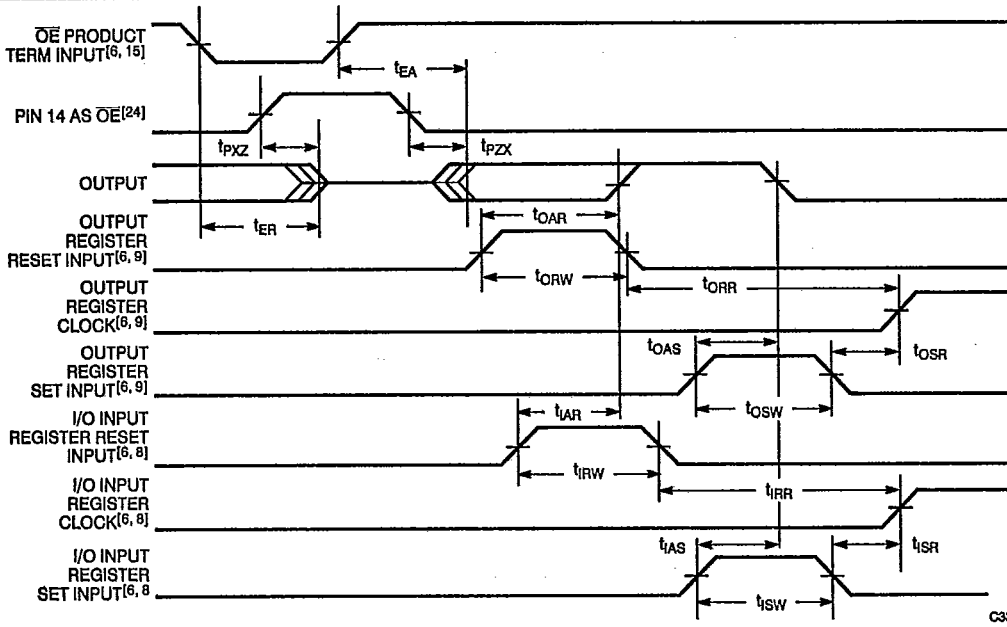 OE PRODUCT
TERM INPUT[6, 15]
tEA
PIN 14 AS OE[24]
tPXZ
tPZX
OUTPUT
tER
OUTPUT
REGISTER
RESET INPUT[6, 9]
tOAR
tORW
tORR
OUTPUT
REGISTER
CLOCK[6, 9]
tOAS
tOSR
OUTPUT
REGISTER
SET INPUT[6, 9]
tOSW
I/O INPUT
REGISTER RESET
INPUT[6, 8]
tIAR
tIRW
tIRR
I/O INPUT
REGISTER
CLOCK[6, 8]
tIAS
tISR
I/O INPUT
REGISTER
SET INPUT[6, 8
tISW